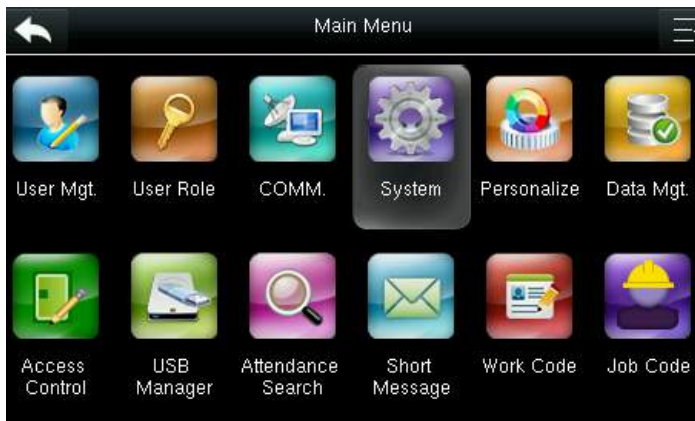 Main Menu
User Mgt.
User Role
COMM.
System
Personalize
Data Mgt.
Access
Control
USB
Manager
Attendance
Search
Short
Message
Work Code
Job Code